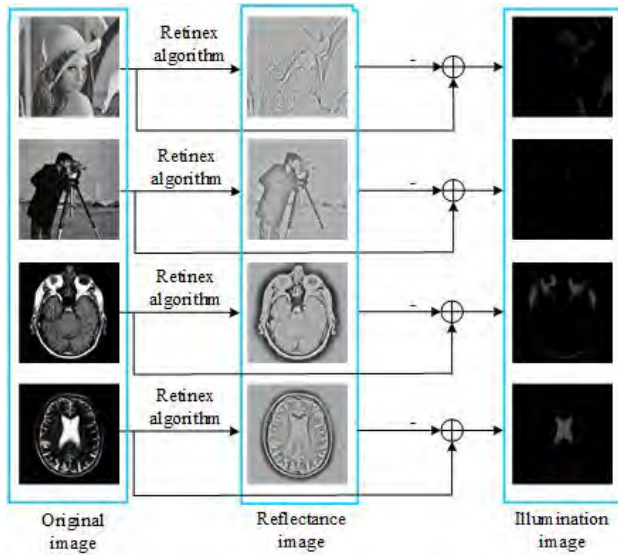 Retinex
algorithm
-
Retinex
algorithm
-
Retinex
algorithm
-
Retinex
algorithm
-
Original
image
Reflectance
image
Illumination
image